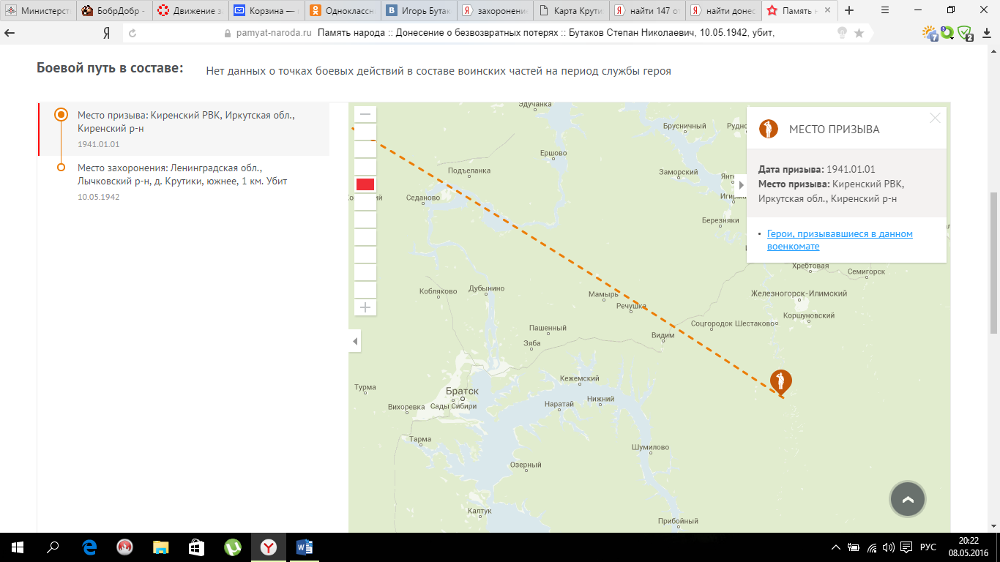 Министерст
БобрДобр -
Движение за
Корзина —
Одноклассн
Игорь Бутак
захоронени
Карта Крути
найти 147 от
найти донес
Память н
pamyat-naroda.ru Память народа :: Донесение о безвозвратных потерях :: Бутаков Степан Николаевич, 10.05.1942, убит,
7
2
Боевой путь в составе: Нет данных о точках боевых действий в составе воинских частей на период службы героя
Место призыва: Киренский РВК, Иркутская обл.,
Киренский р-н
1941.01.01
Место захоронения: Ленинградская обл.,
Лычковский р-н, д. Крутики, южнее, 1 км. Убит
10.05.1942
Эдучанка
Брусничный
Рудно
Ершово
Подъеланка
Заморский
Янге
Седаново
Игирма
Березняки
Хребтовая
Семигорск
Кобляково
Дубынино
Мамырь
Речушка
Железногорск-Илимский
Коршуновский
Соцгородок Шестаково
Пашенный
Видим
Зяба
Турма
Кежемский
Братск
Вихоревка
Сады Сибири
Наратай
Нижний
Тарма
Шумилово
Озерный
Калтук
Прибойный
МЕСТО ПРИЗЫВА
Дата призыва: 1941.01.01
Место призыва: Киренский РВК,
Иркутская обл., Киренский р-н
Герои, призывавшиеся в данном
военкомате
РУС
20:22
08.05.2016